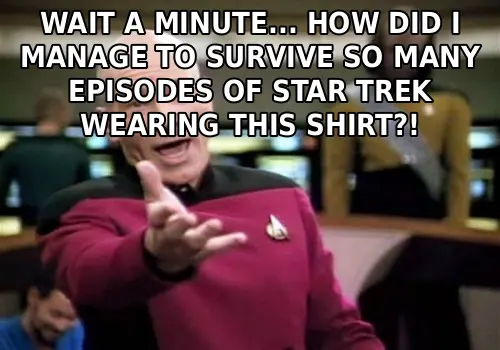 WAIT A MINUTE... HOW DID I
MANAGE TO SURVIVE SO MANY
EPISODES OF STAR TREK
WEARING THIS SHIRT?!